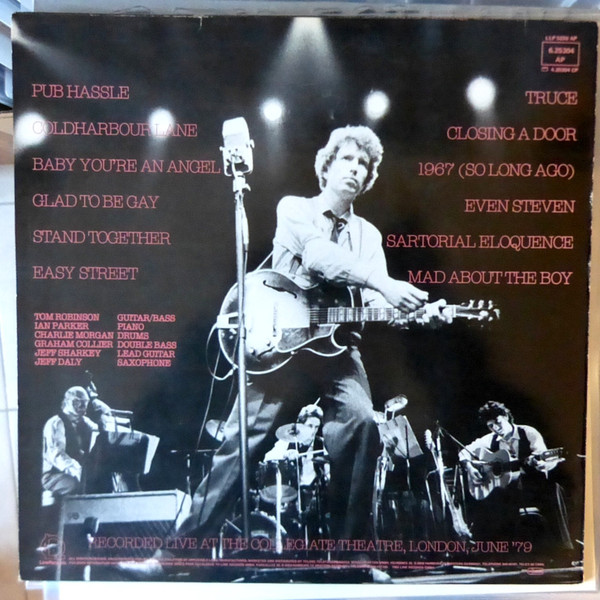 PUB HASSLE
COLDHARBOUR LANE
BABY YOU'RE AN ANGEL
GLAD TO BE GAY
STAND TOGETHER
EASY STREET
TRUCE
CLOSING A DOOR
1967 (SO LONG AGO)
EVEN STEVEN
SARTORIAL ELOQUENCE
MAD ABOUT THE BOY
TOM ROBINSON GUITAR/BASS
IAN PARKER PIANO
CHARLIE MORGAN DRUMS
GRAHAM COLLIER DOUBLE BASS
JEFF SHARKEY LEAD GUITAR
JEFF DALY SAXOPHONE
6.25384
AP
RECORDED LIVE AT THE COLLEGIATE THEATRE, LONDON, JUNE '79